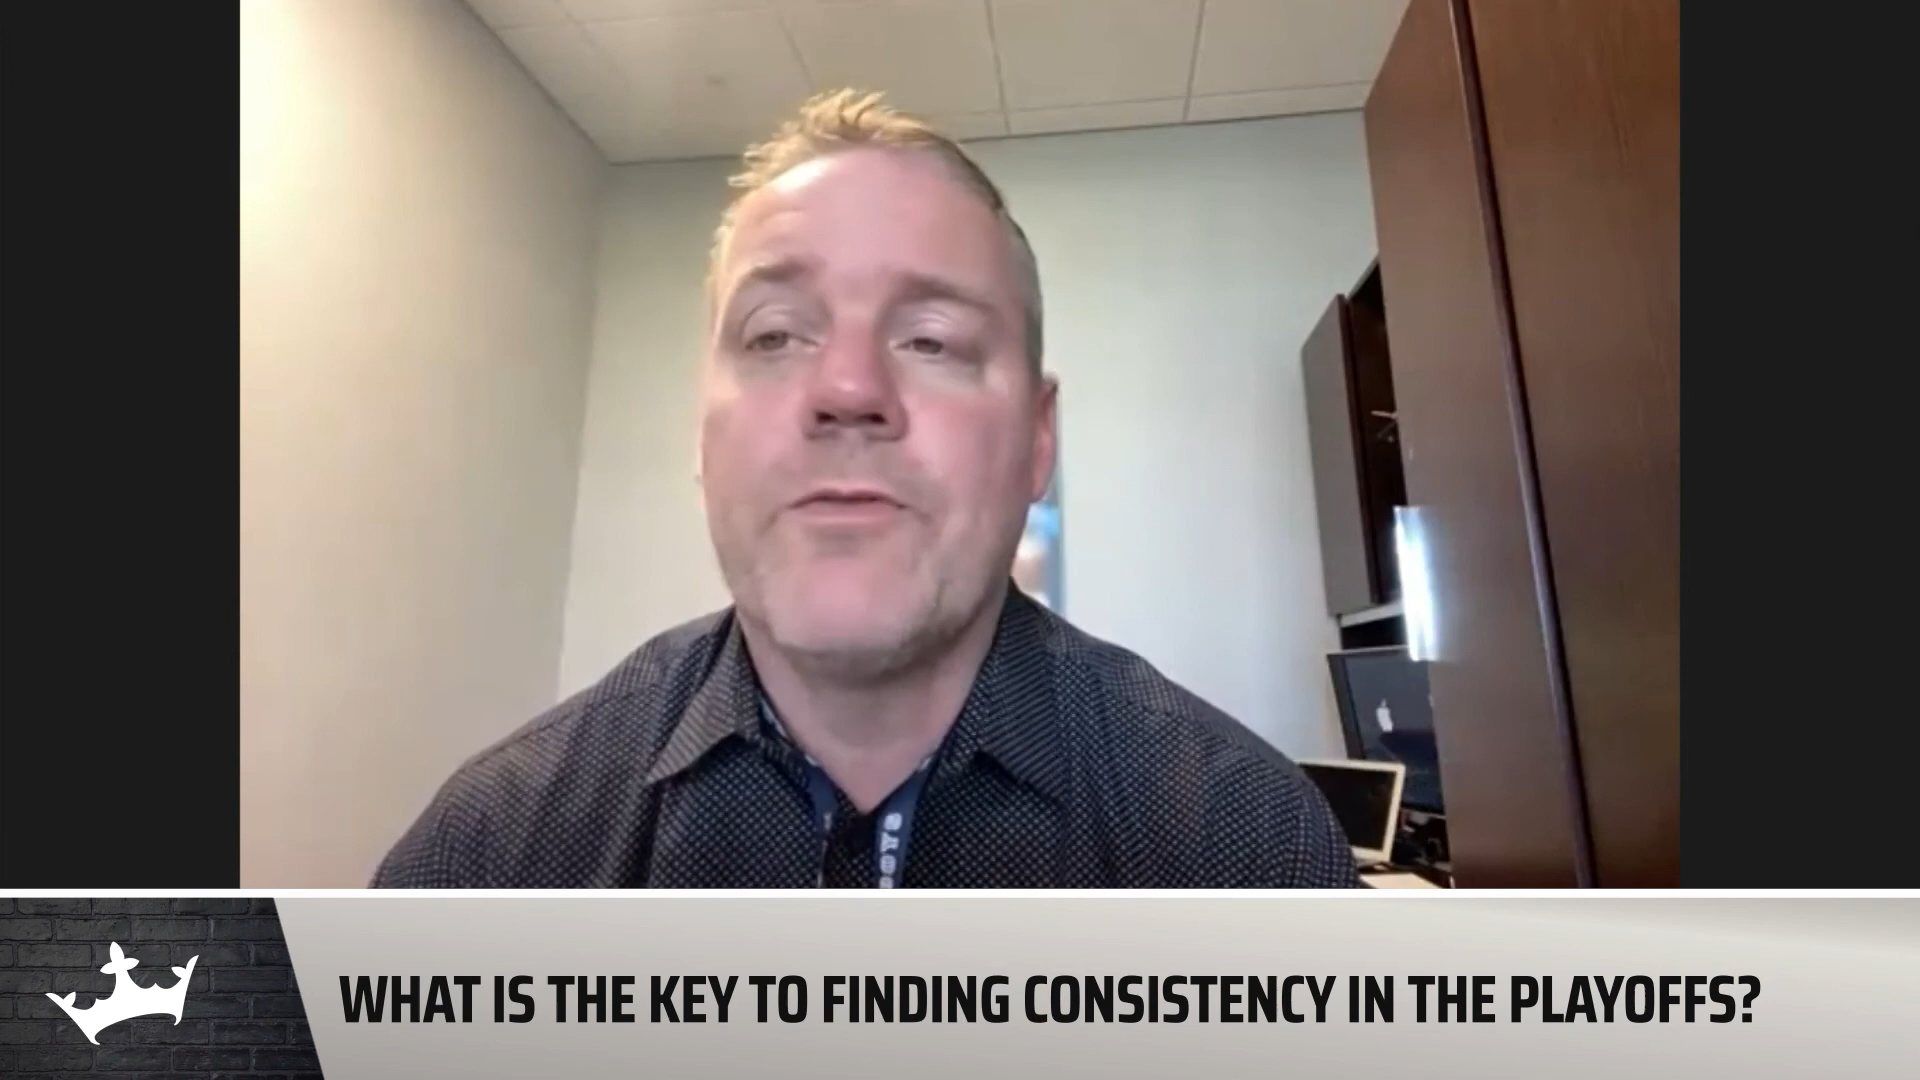 WHAT IS THE KEY TO FINDING CONSISTENCY IN THE PLAYOFFS?